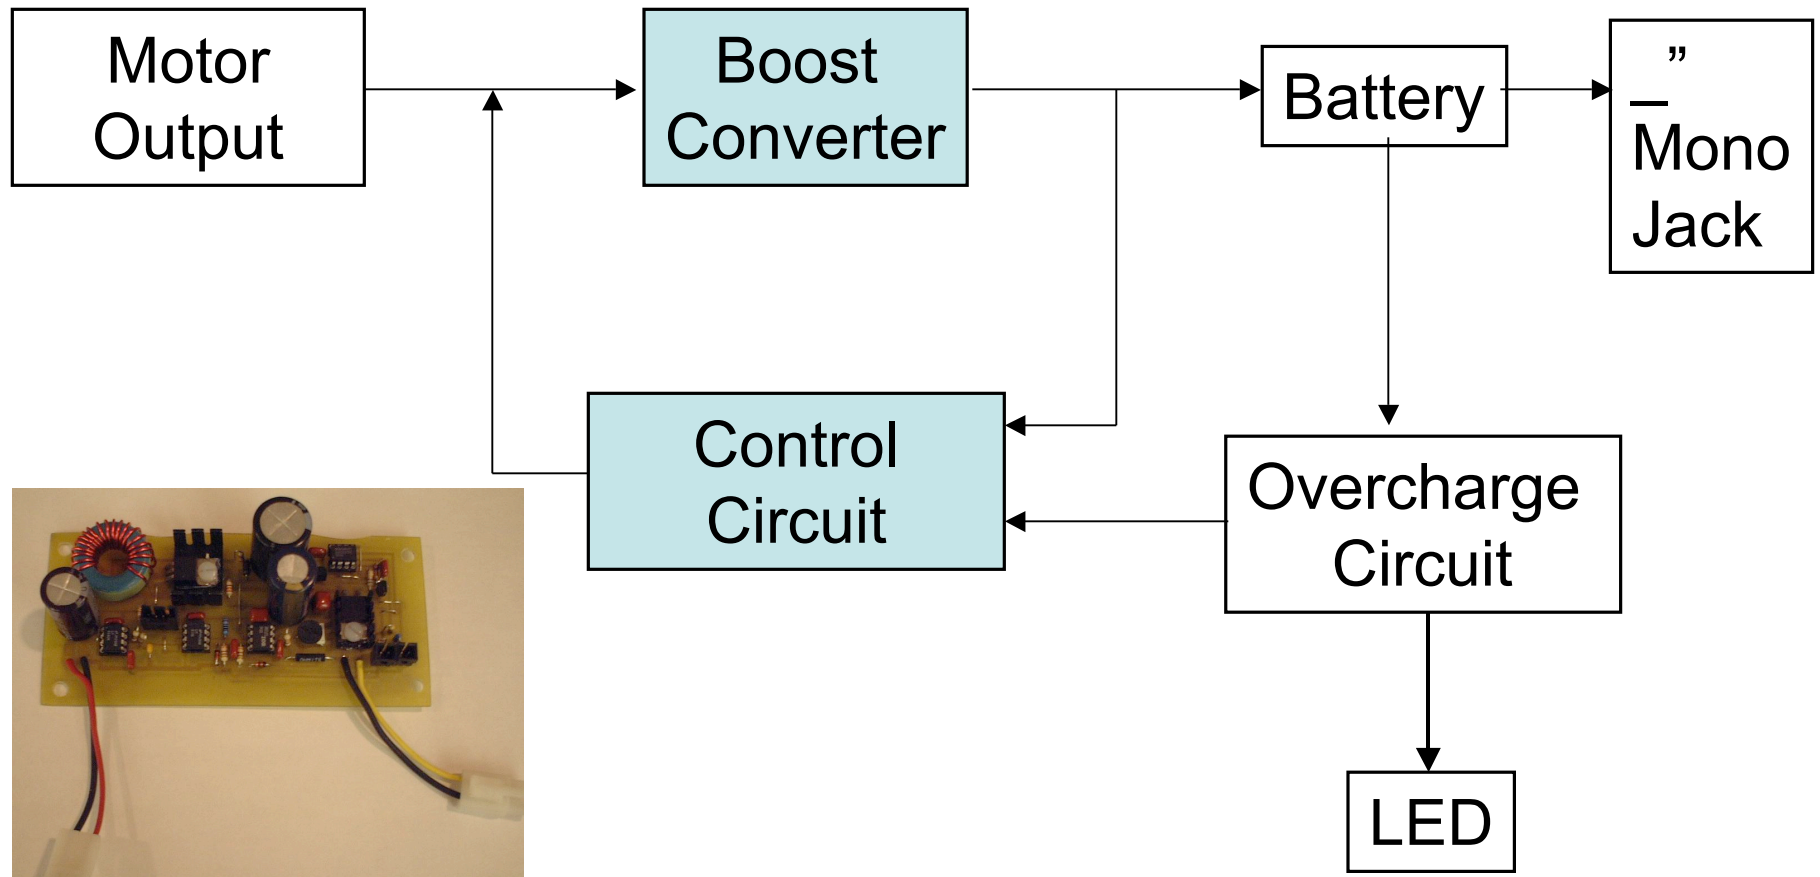 Motor
Output
Boost
Converter
Battery
_”
Mono
Jack
Control
Circuit
Overcharge
Circuit
LED